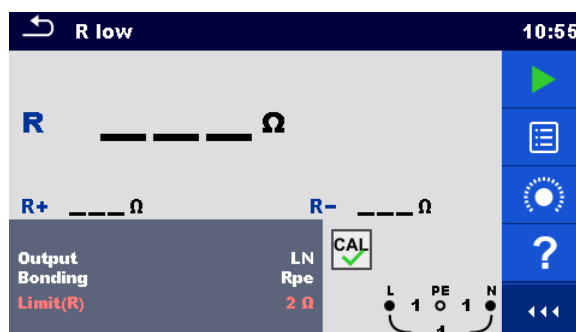 R low 10:55
R ___ Ω
R+ ___ Ω R- ___ Ω
Output LN
Bonding Rpe
Limit(R) 2 Ω
CAL
L PE N
1 1
1
?